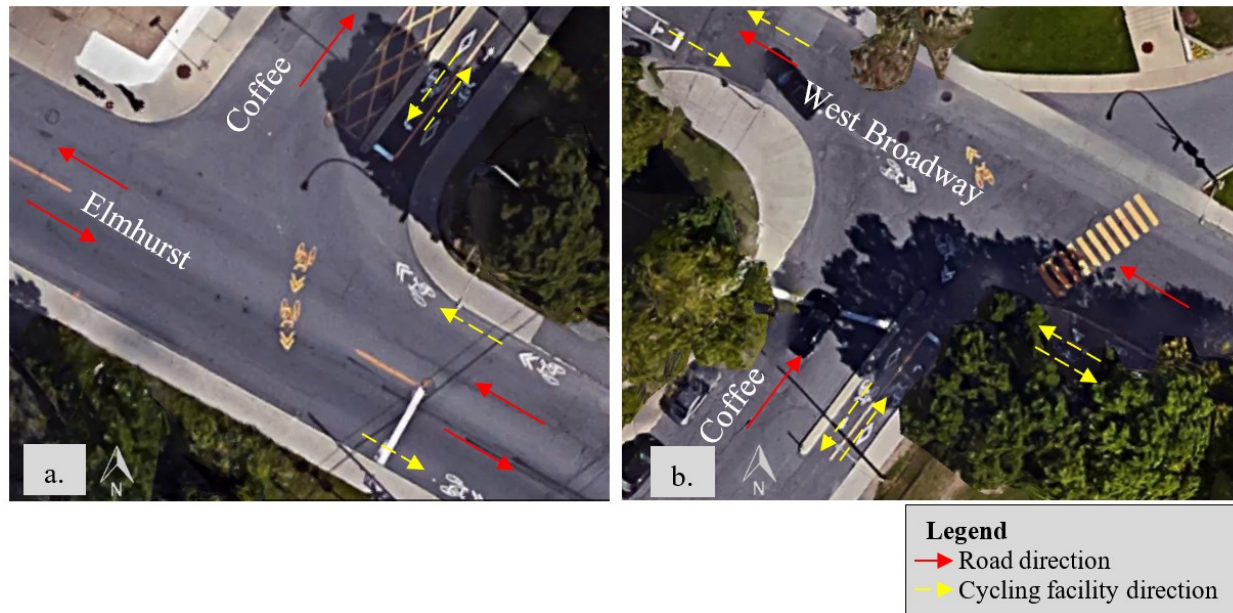 Coffee
Elmhurst
a.
N
West Broadway
Coffee
b.
N
Legend
Road direction
Cycling facility direction